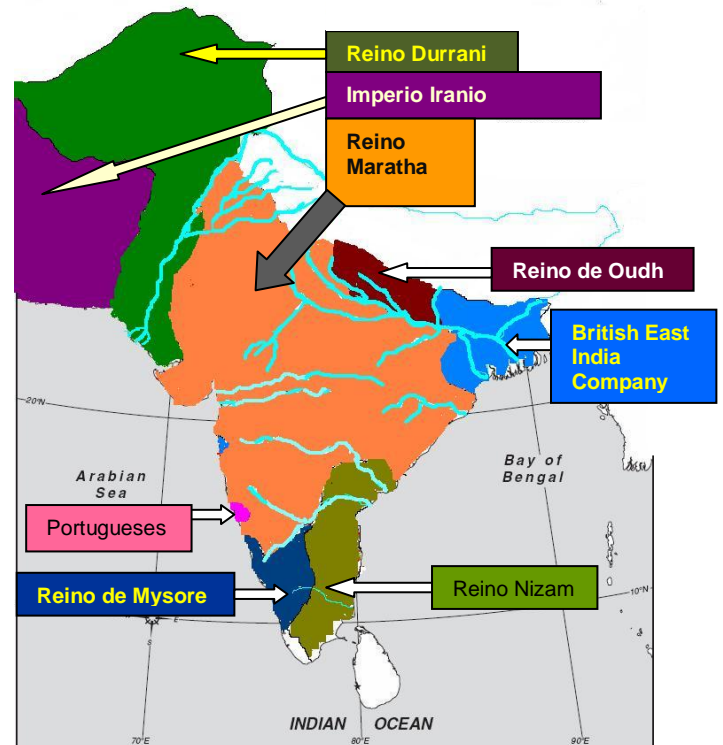 Reino Durrani
Imperio Iranio
Reino
Maratha
Reino de Oudh
British East
India
Company
20°N
Arabian
Sea
Bay of
Bengal
Portugueses
Reino de Mysore
Reino Nizam
10°N
E
INDIAN OCEAN
70°E
80°E
90°E